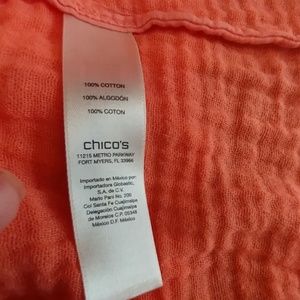 100% COTTON
100% ALGODÓN
100% COTON
chico's
11215 METRO PARKWAY
FORT MYERS, FL 33966
Importado en México por:
Importadora Globastic,
S.A. de C.V.
Mario Pani No. 200
Col Santa Fe Cuajimalpa
Delegación Cuajimalpa
de Morelos C.P. 05348
México D.F. México